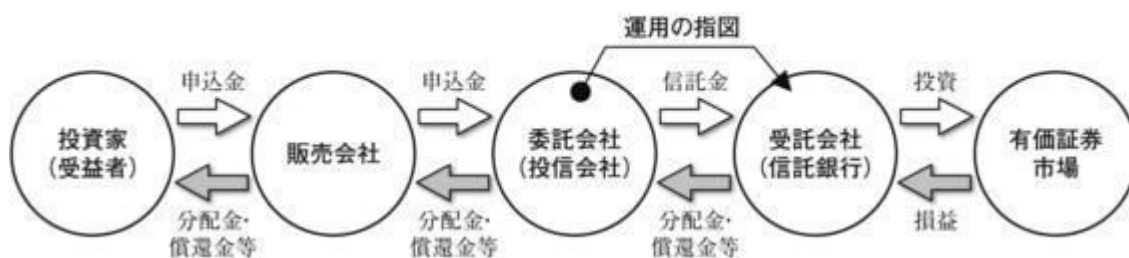 運用の指図
申込金
申込金
信託金
投資
投資家
(受益者)
販売会社
委託会社
(投信会社)
受託会社
(信託銀行)
有価証券
市場
分配金・
償還金等
分配金・
償還金等
分配金・
償還金等
損益